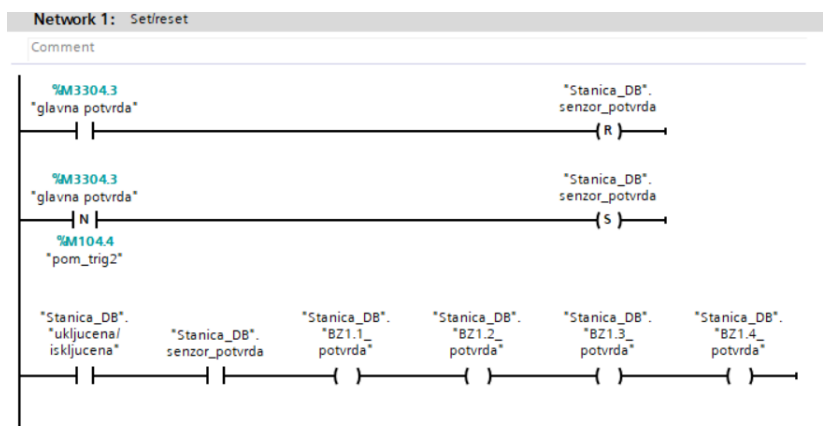 Network 1: Set/reset
Comment
%M3304.3
"glavna potvrda"
"Stanica_DB".
senzor_potvrda
R
%M3304.3
"glavna potvrda"
N
%M104.4
"pom_trig2"
"Stanica_DB".
senzor_potvrda
S
"Stanica_DB".
"ukljucena/
iskljucena"
"Stanica_DB".
senzor_potvrda
"Stanica_DB".
"BZ1.1_
potvrda"
"Stanica_DB".
"BZ1.2_
potvrda"
"Stanica_DB".
"BZ1.3_
potvrda"
"Stanica_DB".
"BZ1.4_
potvrda"